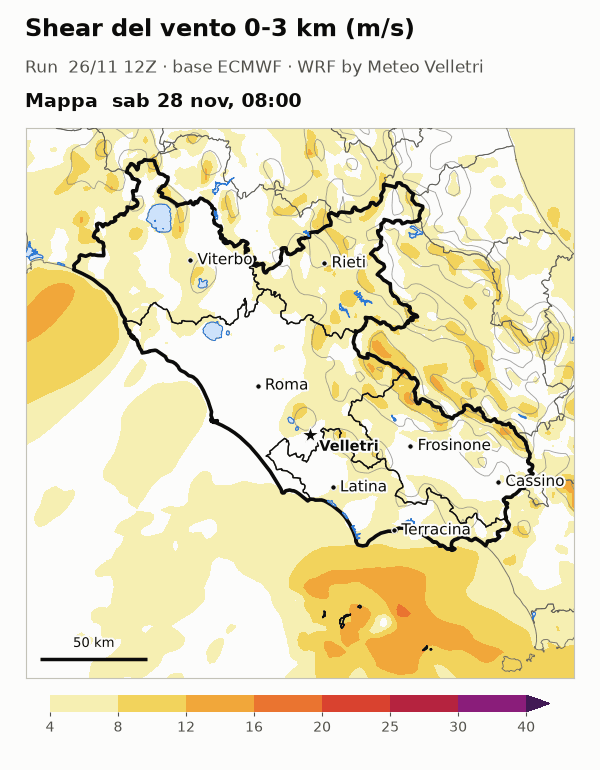 Shear del vento 0-3 km (m/s)
Run  26/11 12Z · base ECMWF · WRF by Meteo Velletri
Mappa  sab 28 nov, 08:00
Viterbo
Rieti
Roma
Velletri
Frosinone
Cassino
Latina
Terracina
50 km
4 8 12 16 20 25 30 40